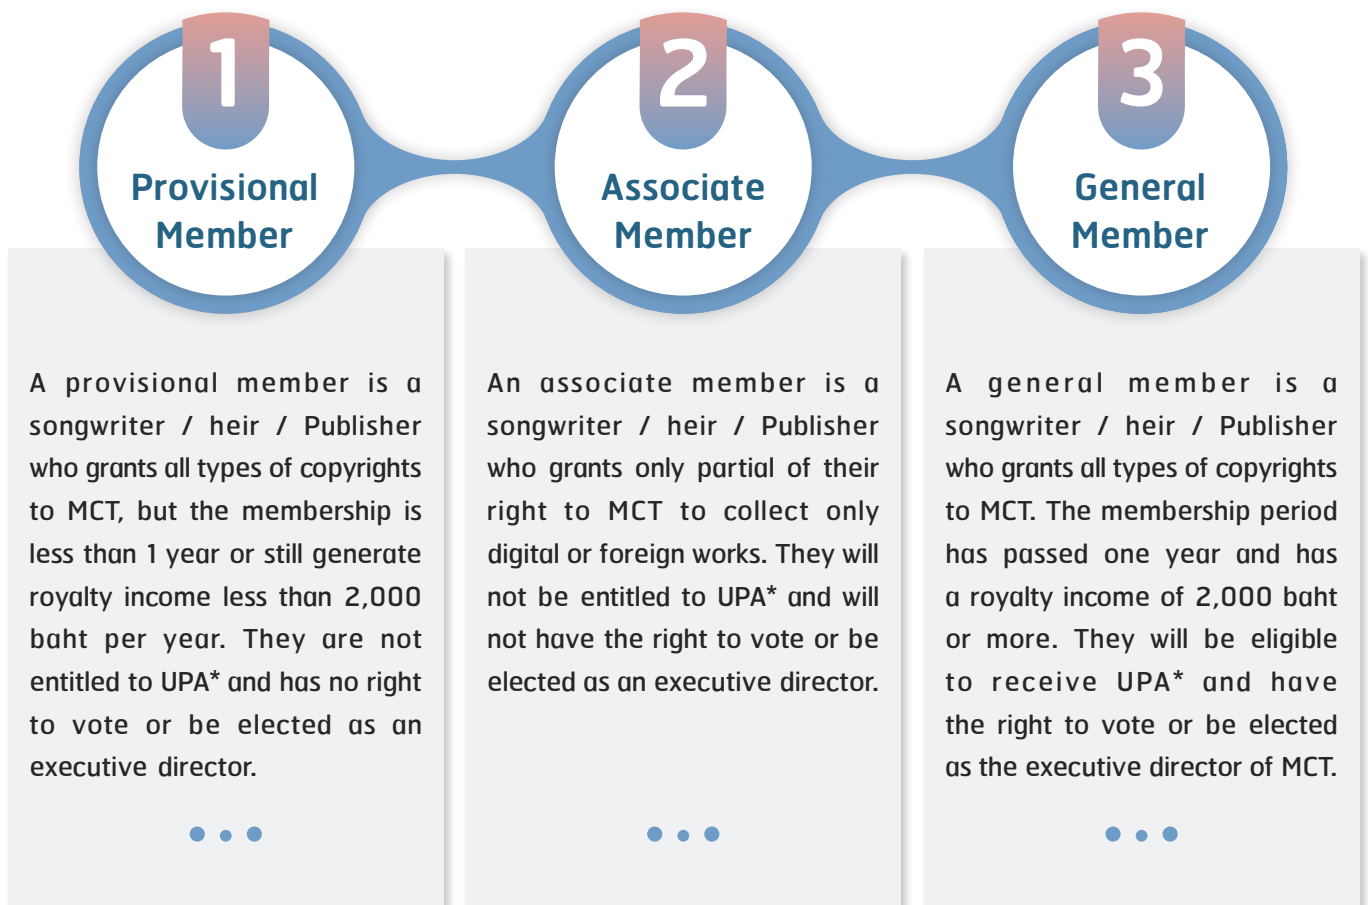 1
Provisional
Member
A provisional member is a
songwriter / heir / Publisher
who grants all types of copyrights
to MCT, but the membership is
less than 1 year or still generate
royalty income less than 2,000
baht per year. They are not
entitled to UPA* and has no right
to vote or be elected as an
executive director.
2
Associate
Member
An associate member is a
songwriter / heir / Publisher
who grants only partial of their
right to MCT to collect only
digital or foreign works. They will
not be entitled to UPA* and will
not have the right to vote or be
elected as an executive director.
3
General
Member
A general member is a
songwriter / heir / Publisher
who grants all types of copyrights
to MCT. The membership period
has passed one year and has
a royalty income of 2,000 baht
or more. They will be eligible
to receive UPA* and have
the right to vote or be elected
as the executive director of MCT.